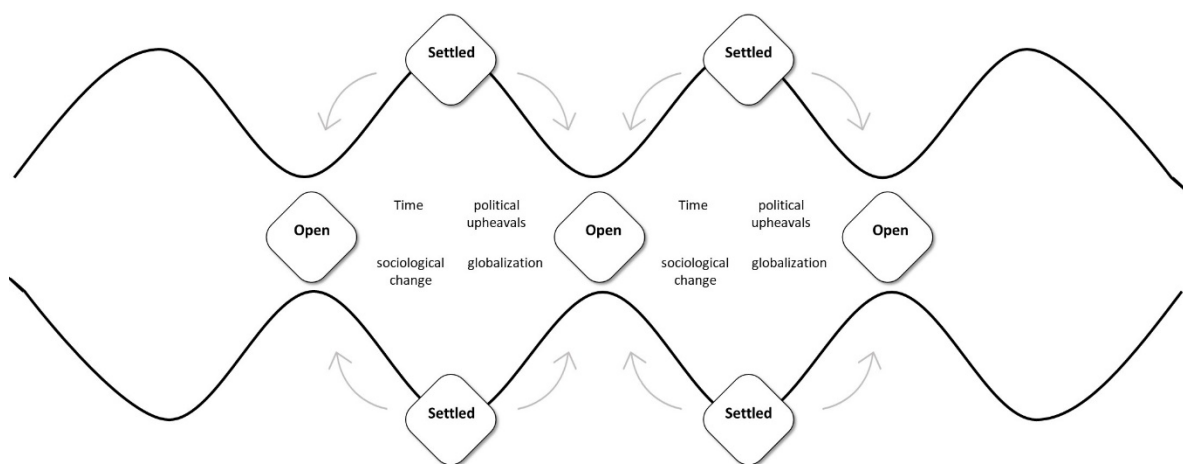 Settled
Settled
Time
political
upheavals
Time
political
upheavals
Open
Open
Open
sociological
change
globalization
sociological
change
globalization
Settled
Settled